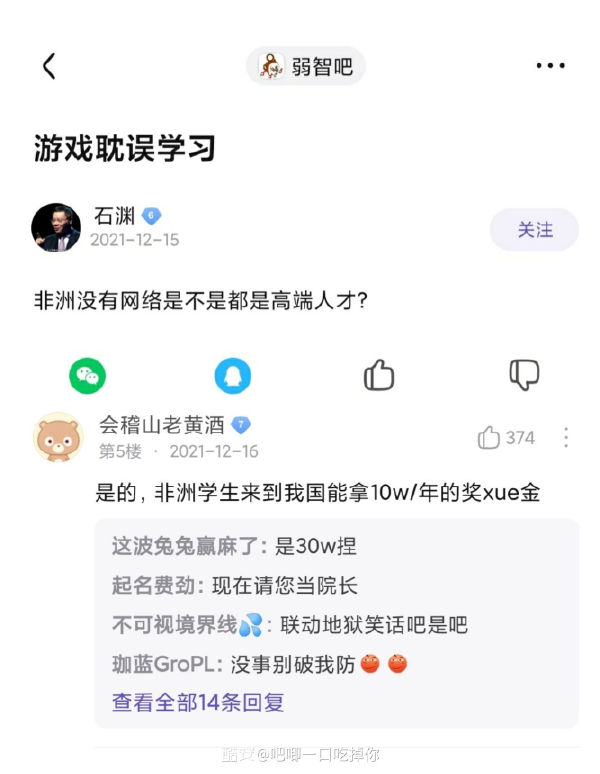 弱智吧
游戏耽误学习
石渊 6
2021-12-15
关注
非洲没有网络是不是都是高端人才?
会稽山老黄酒 7
第5楼 · 2021-12-16
374
是的，非洲学生来到我国能拿10w/年的奖xue金
这波兔兔赢麻了: 是30w捏
起名费劲: 现在请您当院长
不可视境界线💦: 联动地狱笑话吧是吧
珈蓝GroPL: 没事别破我防
查看全部14条回复
@吧唧一口吃掉你